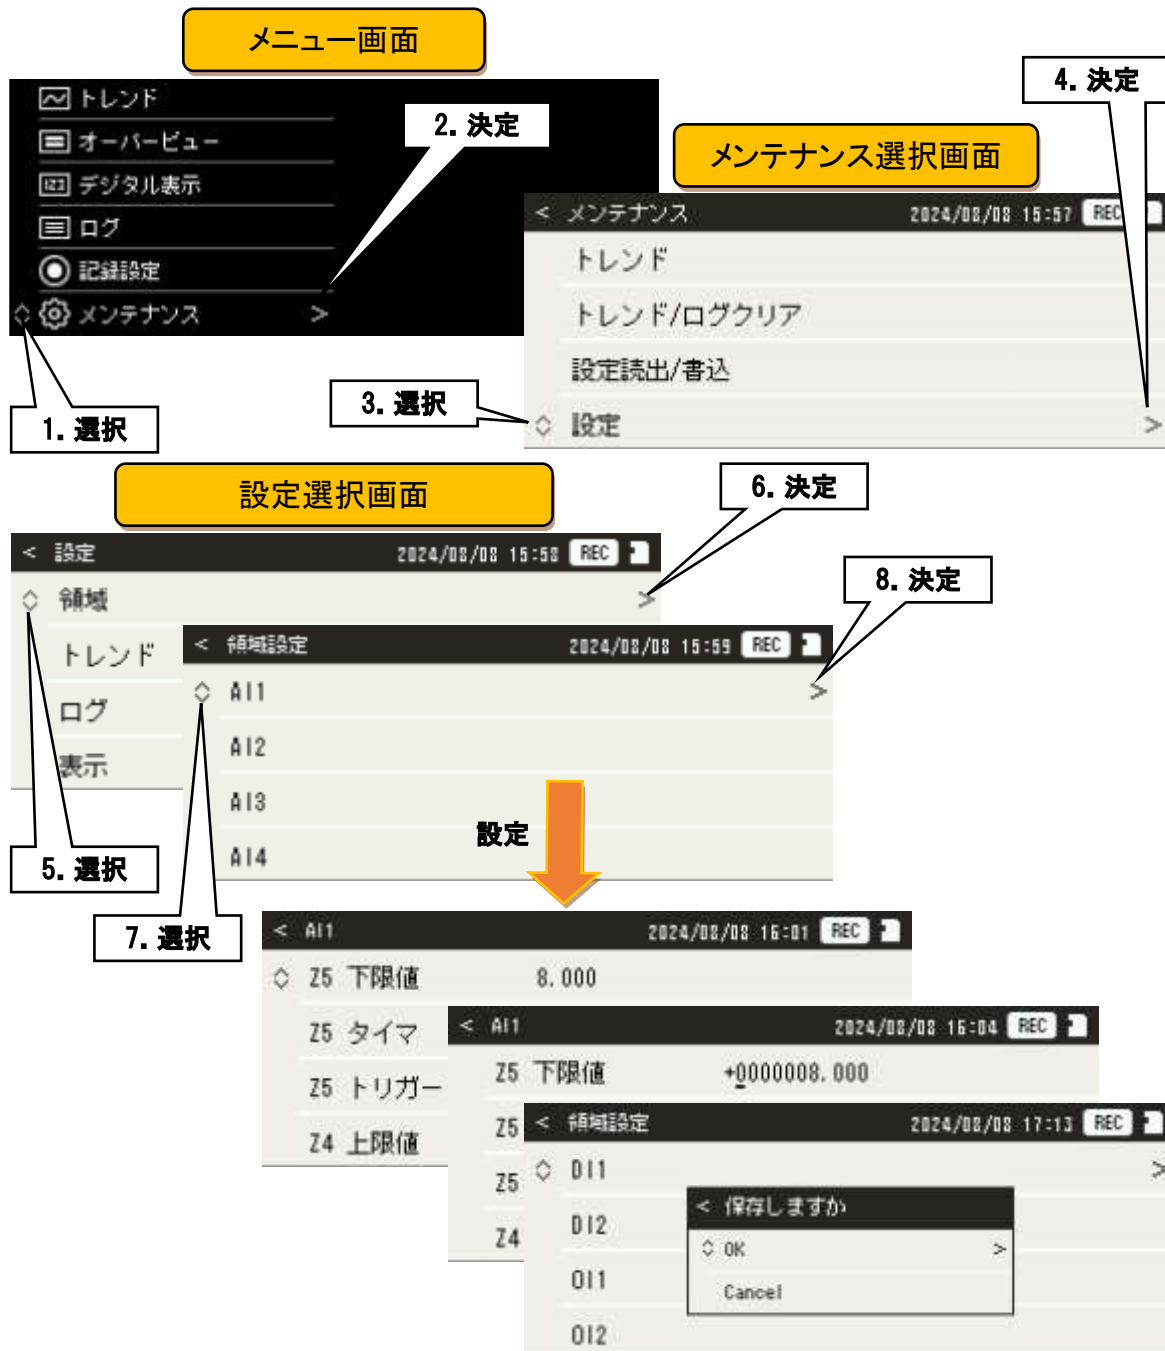 メニュー画面
トレンド
オーバービュー
デジタル表示
ログ
記録設定
メンテナンス >
1. 選択
2. 決定
メンテナンス選択画面
4. 決定
< メンテナンス 2024/08/08 15:57 REC
トレンド
トレンド/ログクリア
設定読出/書込
設定 >
3. 選択
設定選択画面
6. 決定
< 設定 2024/08/08 15:58 REC
領域 >
トレンド
ログ
表示
5. 選択
8. 決定
< 領域設定 2024/08/08 15:59 REC
AI1 >
AI2
AI3
AI4
7. 選択
設定
< AI1 2024/08/08 16:01 REC
Z5 下限値 8.000
Z5 タイマ
Z5 トリガー
Z4 上限値
< AI1 2024/08/08 16:04 REC
Z5 下限値 +0000008.000
Z5
Z5
Z4
< 領域設定 2024/08/08 17:13 REC
DI1 >
DI2
OI1
OI2
< 保存しますか
OK >
Cancel